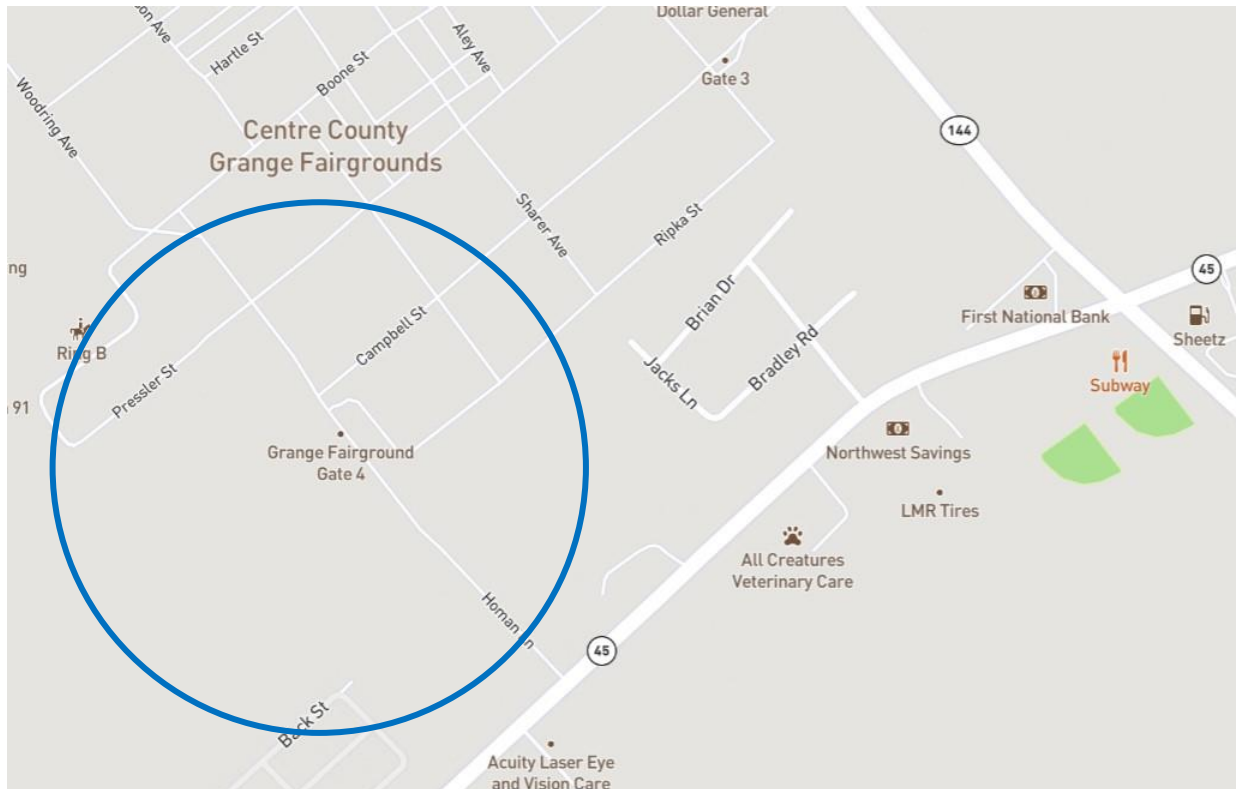 Dollar General
Hartle St
Aley Ave
Boone St
Gate 3
Woodring Ave
Centre County
Grange Fairgrounds
144
Sharer Ave
Ripka St
45
Brian Dr
First National Bank
Sheetz
Ring B
Campbell St
Jacks Ln
Bradley Rd
Subway
Pressler St
91
Grange Fairground
Gate 4
Northwest Savings
LMR Tires
All Creatures
Veterinary Care
Homan Ln
45
Back St
Acuity Laser Eye
and Vision Care